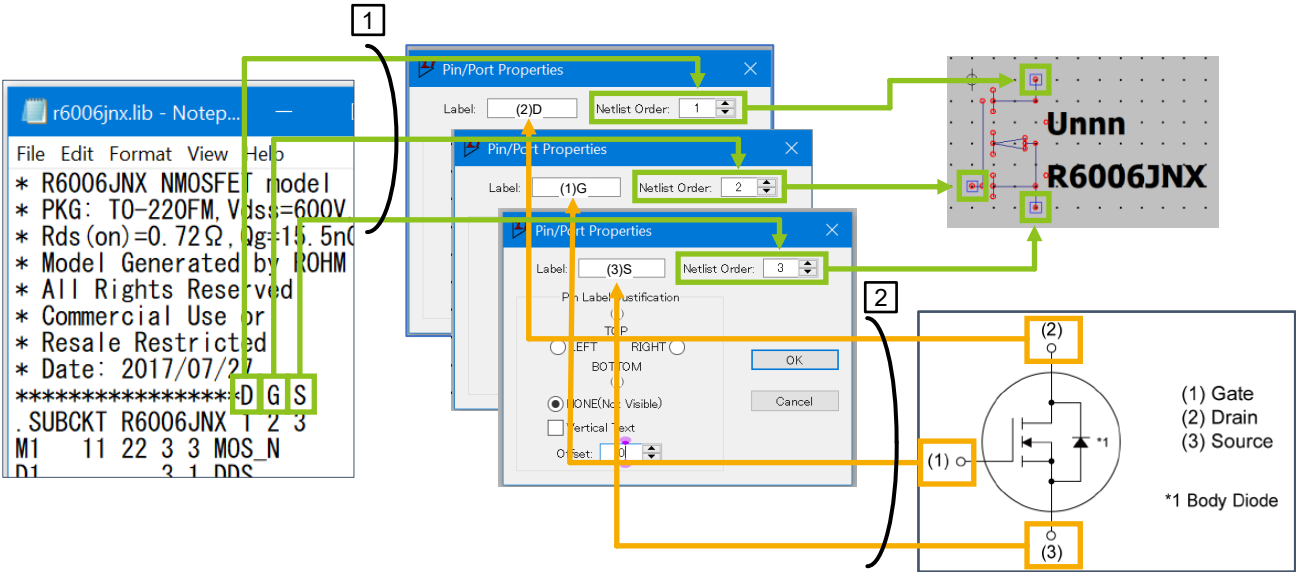 1
r6006jnx.lib - Notep...
File Edit Format View Help
* R6006JNX NMOSFET model
* PKG: TO-220FM,Vdss=600V
* Rds(on)=0.72Ω,Qg=15.5nC
* Model Generated by ROHM
* All Rights Reserved
* Commercial Use or
* Resale Restricted
* Date: 2017/07/27
*****************D G S
.SUBCKT R6006JNX 1 2 3
M1 11 22 3 3 MOS_N
D1 3 1 DDS
Pin/Port Properties
Label: (2)D Netlist Order: 1
Pin/Port Properties
Label: (1)G Netlist Order: 2
Pin/Port Properties
Label: (3)S Netlist Order: 3
Pin Label Justification
TOP
LEFT RIGHT
BOTTOM
NONE(Not Visible)
Vertical Text
Offset: 0
OK
Cancel
Unnn
R6006JNX
2
(2)
(1)
(3)
*1
(1) Gate
(2) Drain
(3) Source
*1 Body Diode